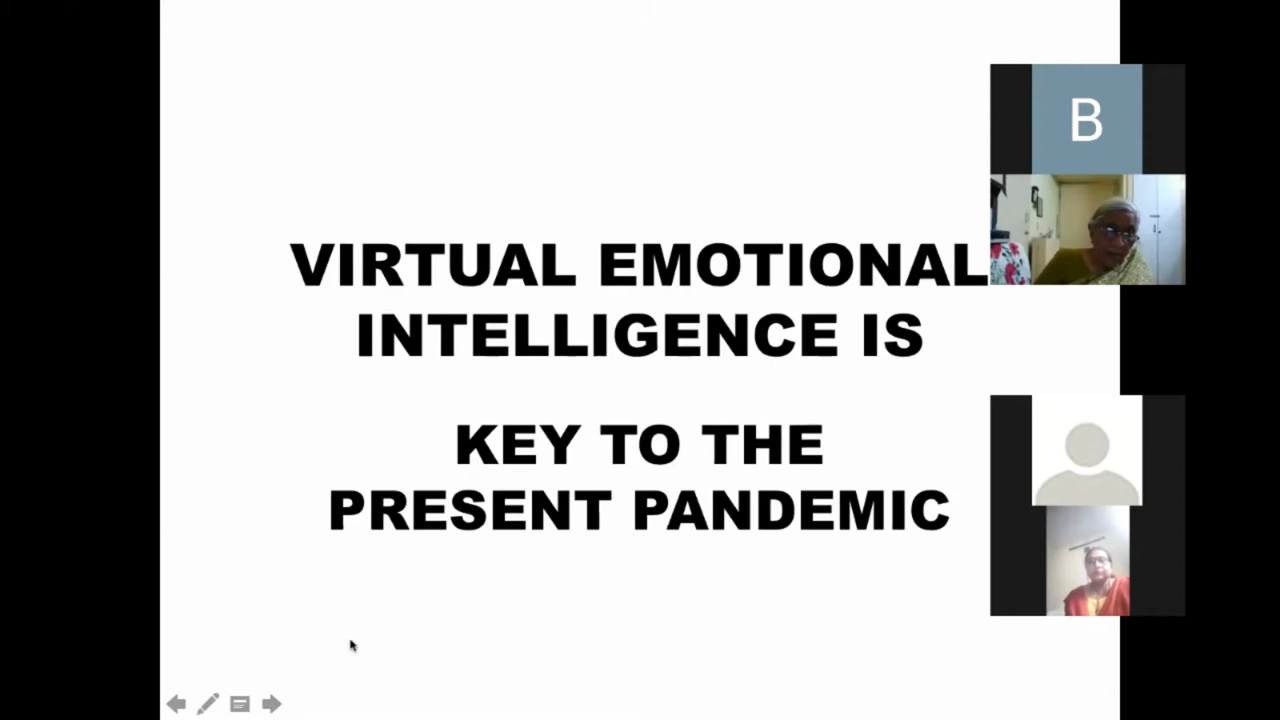 VIRTUAL EMOTIONAL
INTELLIGENCE IS
KEY TO THE
PRESENT PANDEMIC
B